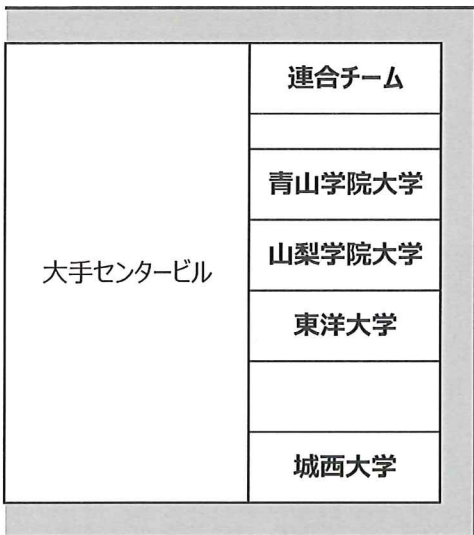 連合チーム
青山学院大学
山梨学院大学
大手センタービル
東洋大学
城西大学